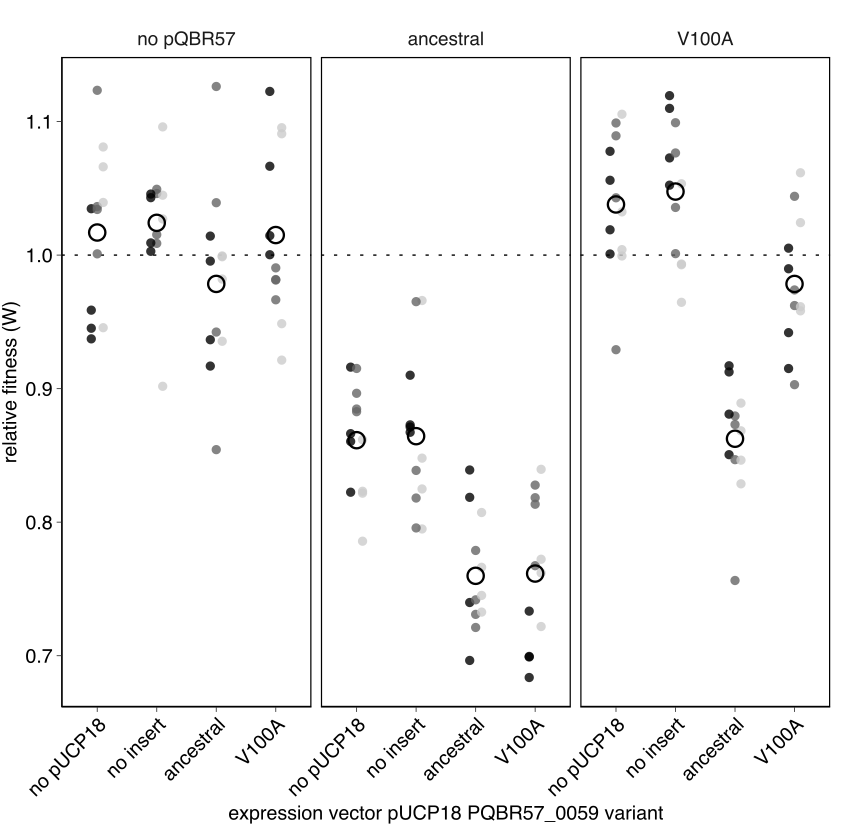 no pQBR57
ancestral
V100A
relative fitness (W)
1.1
1.0
0.9
0.8
0.7
no pUCP18
no insert
ancestral
V100A
no pUCP18
no insert
ancestral
V100A
no pUCP18
no insert
ancestral
V100A
expression vector pUCP18 PQBR57_0059 variant